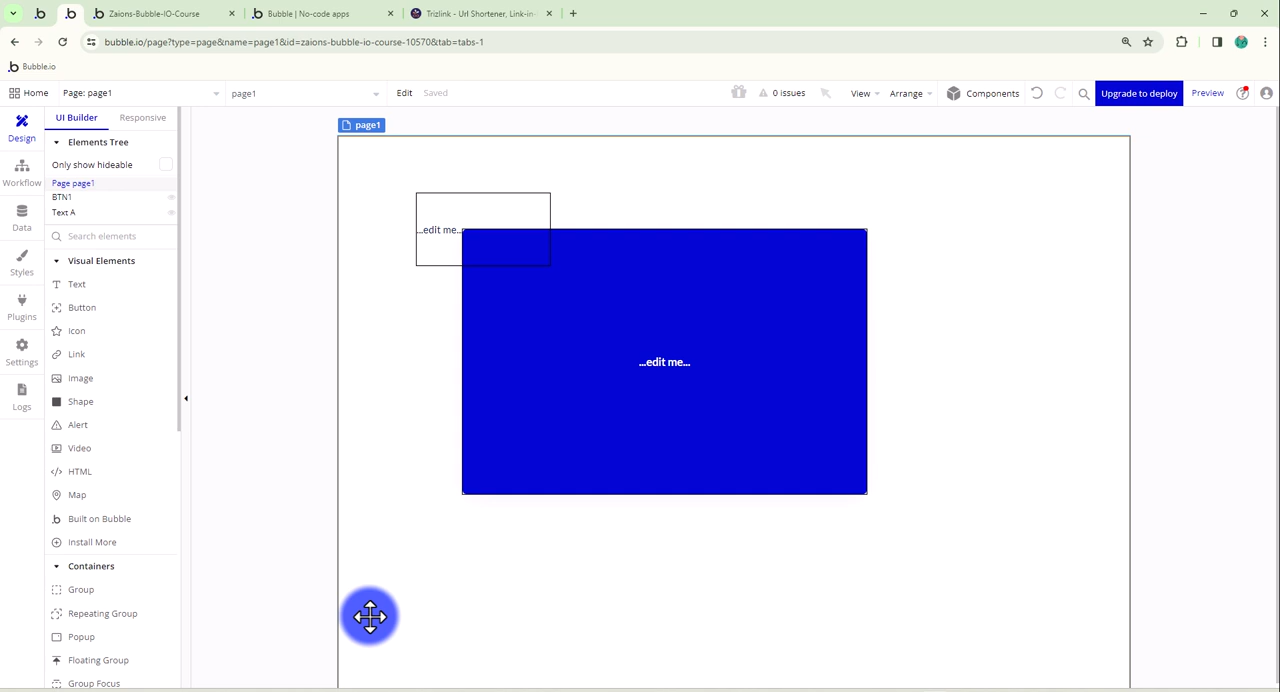 Zaions-Bubble-IO-Course
Bubble | No-code apps
Trizlink - Url Shortener, Link-in-
bubble.io/page?type=page&name=page1&id=zaions-bubble-io-course-10570&tab=tabs-1
Bubble.io
Home
Page: page1
page1
Edit
Saved
0 issues
View
Arrange
Components
Upgrade to deploy
Preview
Design
Workflow
Data
Styles
Plugins
Settings
Logs
UI Builder
Responsive
Elements Tree
Only show hideable
Page page1
BTN1
Text A
Search elements
Visual Elements
Text
Button
Icon
Link
Image
Shape
Alert
Video
HTML
Map
Built on Bubble
Install More
Containers
Group
Repeating Group
Popup
Floating Group
Group Focus
page1
...edit me...
...edit me...